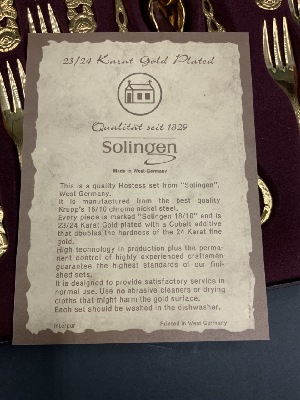 23/24 Karat Gold Plated
Qualität seit 1829
Solingen
Made in West-Germany
This is a quality Hostess set from "Solingen",
West Germany.
It is manufactured from the best quality
Krupp's 18/10 chrome nickel steel.
Every piece is marked "Solingen 18/10" and is
23/24 Karat Gold plated with a Cobalt additive
that doubles the hardness of the 24 Karat fine
gold.
High technology in production plus the perma-
nent control of highly experienced craftsman
guarantee the highest standards of our fini-
shed sets.
It is designed to provide satisfactory service in
normal use. Use no abrasive cleaners or drying
cloths that might harm the gold surface.
Each set should be washed in the dishwasher.
Printed in West Germany